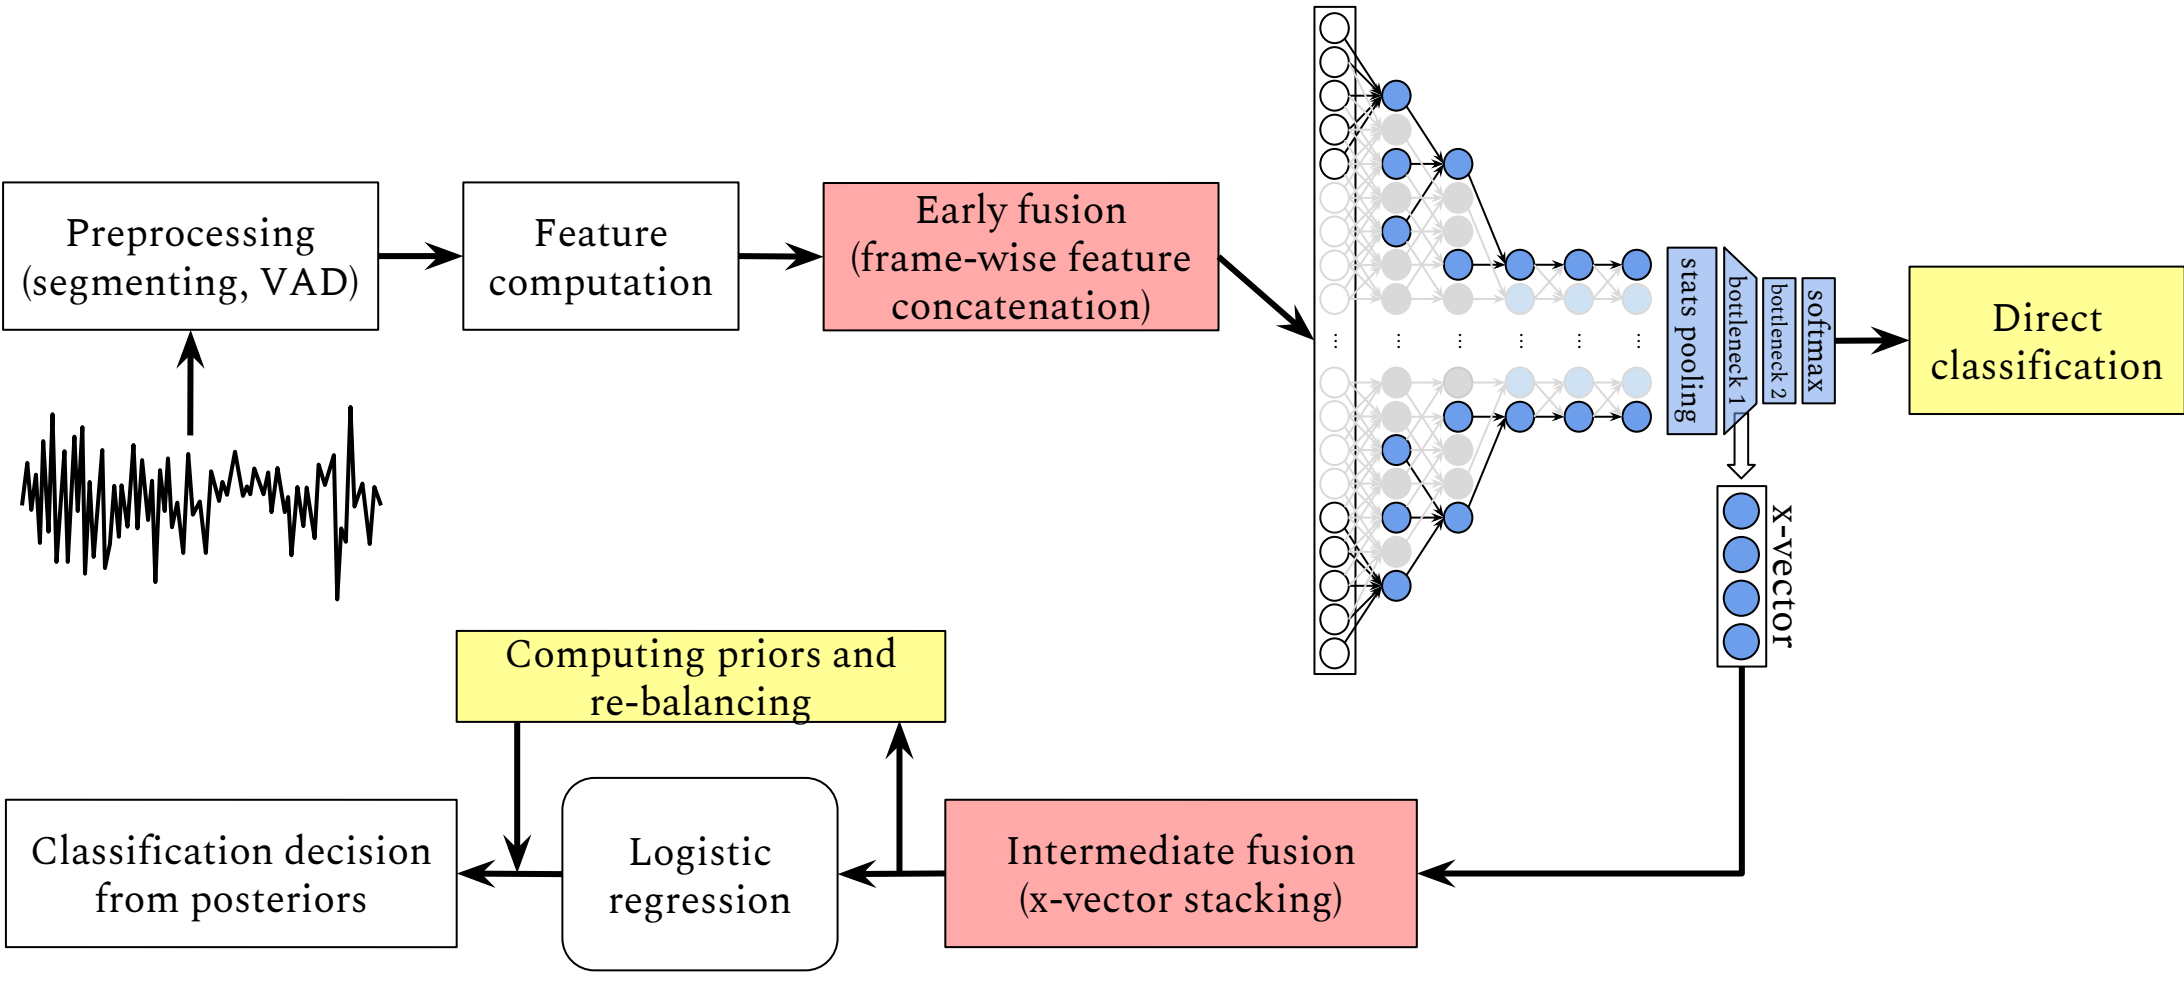 Preprocessing
(segmenting, VAD)
Feature
computation
Early fusion
(frame-wise feature
concatenation)
...
...
...
...
...
...
stats pooling
bottleneck 1
bottleneck 2
softmax
Direct
classification
x-vector
Computing priors and
re-balancing
Classification decision
from posteriors
Logistic
regression
Intermediate fusion
(x-vector stacking)